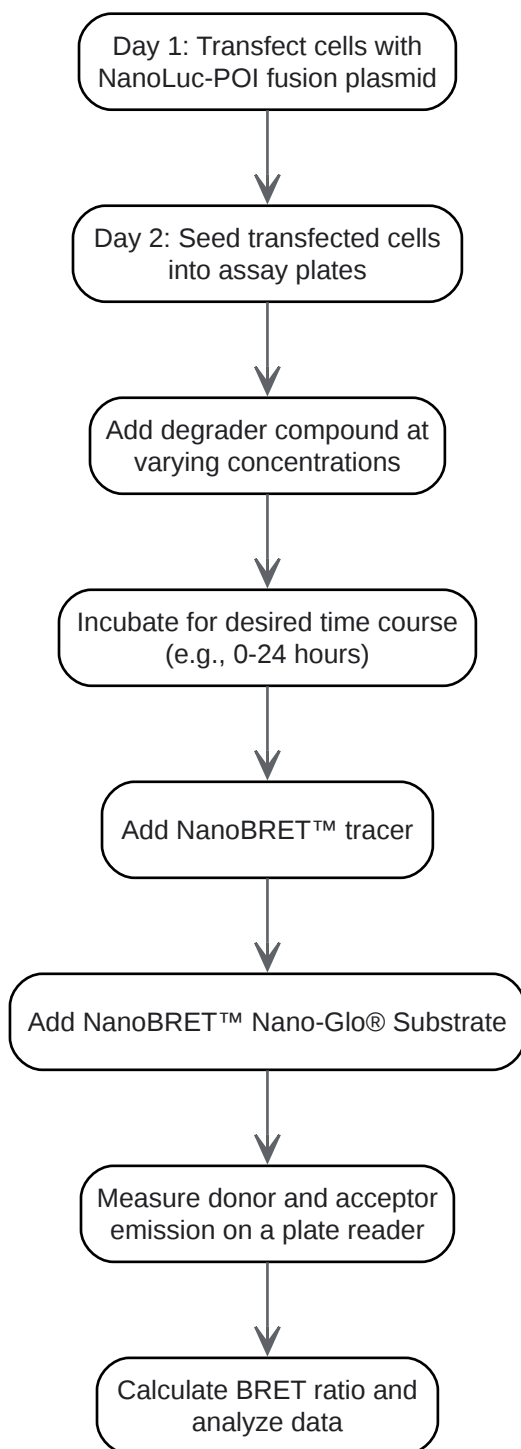 Day 1: Transfect cells with
NanoLuc-POI fusion plasmid
Day 2: Seed transfected cells
into assay plates
Add degrader compound at
varying concentrations
Incubate for desired time course
(e.g., 0-24 hours)
Add NanoBRET™ tracer
Add NanoBRET™ Nano-Glo® Substrate
Measure donor and acceptor
emission on a plate reader
Calculate BRET ratio and
analyze data